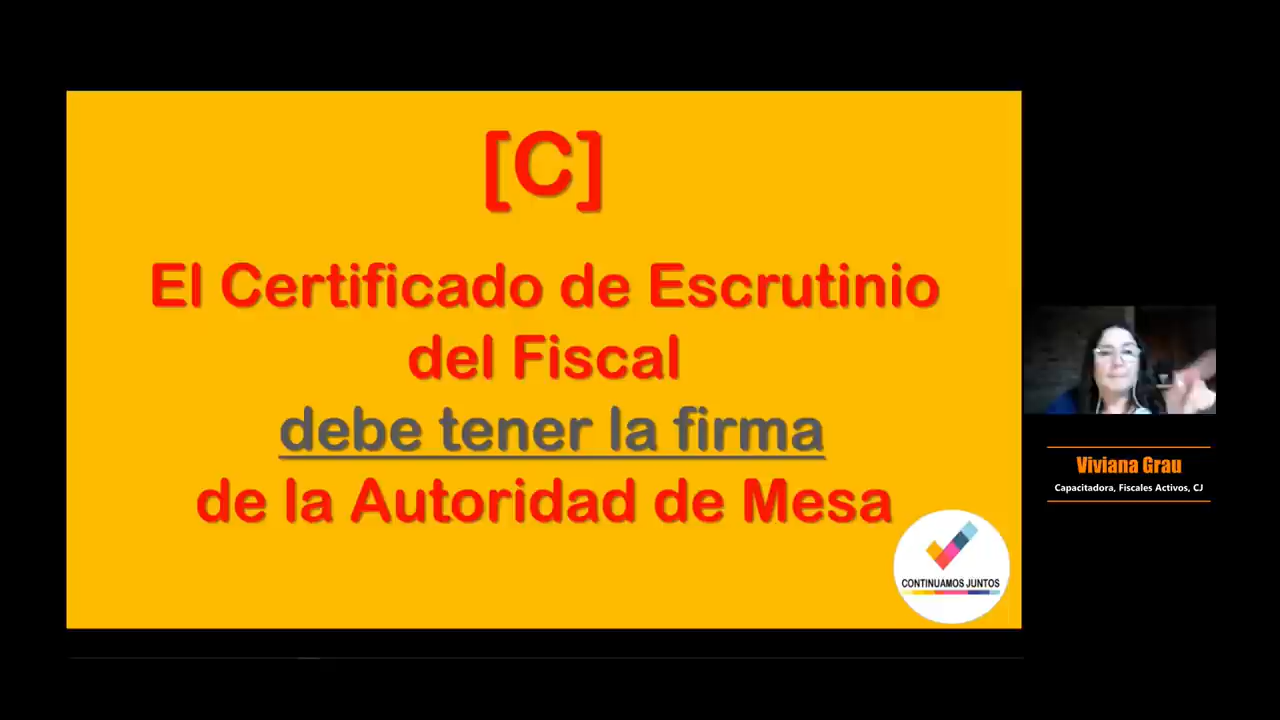 [C]
El Certificado de Escrutinio
del Fiscal
debe tener la firma
de la Autoridad de Mesa
CONTINUAMOS JUNTOS
Viviana Grau
Capacitadora, Fiscales Activos, CJ